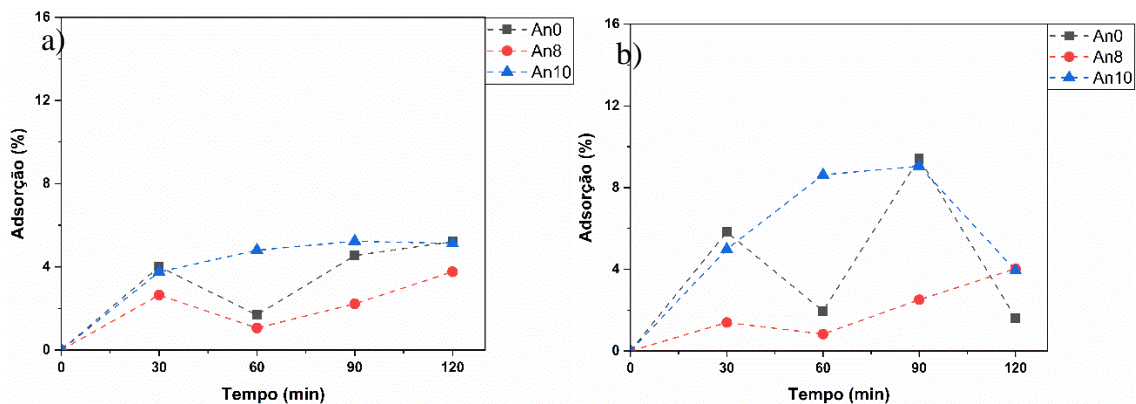 a)
An0
An8
An10
16
12
8
4
0
Adsorção (%)
0 30 60 90 120
Tempo (min)
b)
An0
An8
An10
16
12
8
4
0
Adsorção (%)
0 30 60 90 120
Tempo (min)